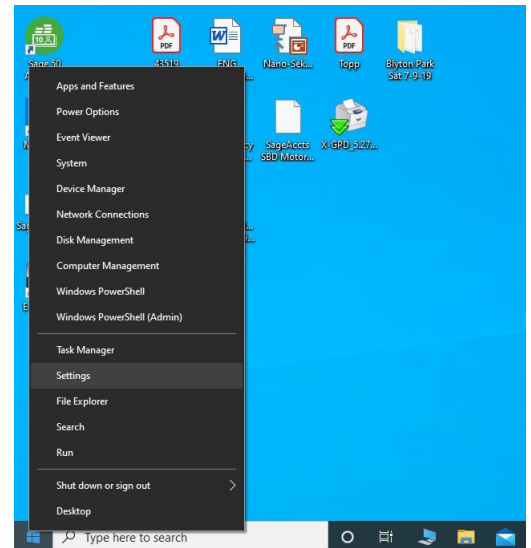 Sage 50
43519
ENG
Nano-Sek...
Topp
Blyton Park
Sat 7-9-19
PDF
PDF
SageAccts
SBD Motor...
X-GPD_5.27...
Apps and Features
Power Options
Event Viewer
System
Device Manager
Network Connections
Disk Management
Computer Management
Windows PowerShell
Windows PowerShell (Admin)
Task Manager
Settings
File Explorer
Search
Run
Shut down or sign out
Desktop
Type here to search